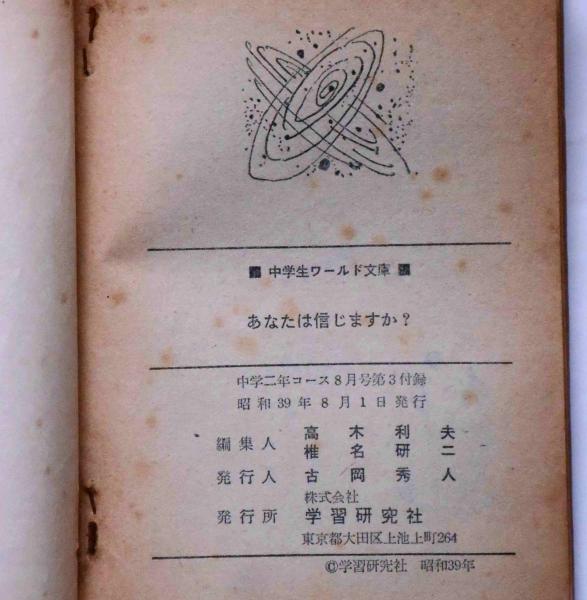 ■ 中学生ワールド文庫 ■
あなたは信じますか?
中学二年コース8月号第3付録
昭和39年8月1日発行
編集人 高木利夫
椎名研二
発行人 古岡秀人
株式会社
発行所 学習研究社
東京都大田区上池上町264
©学習研究社 昭和39年